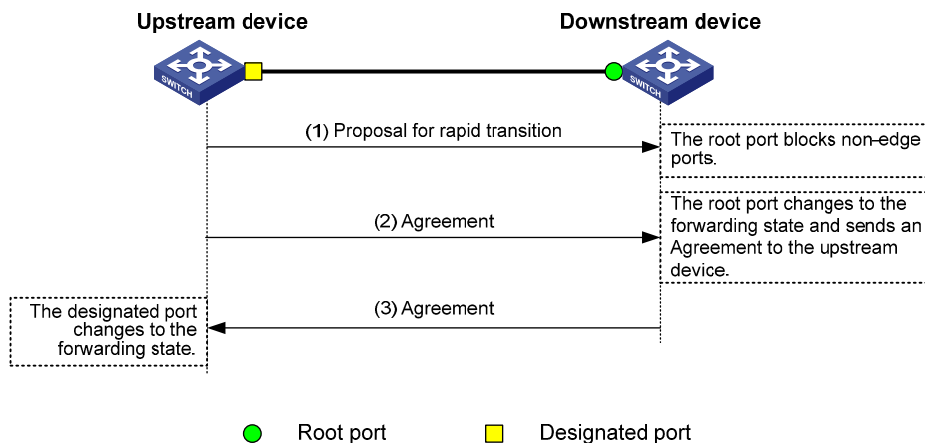 Upstream device
Downstream device
SWITCH
SWITCH
(1) Proposal for rapid transition
The root port blocks non-edge
ports.
The root port changes to the
forwarding state and sends an
Agreement to the upstream
device.
(2) Agreement
(3) Agreement
The designated port
changes to the
forwarding state.
Root port
Designated port